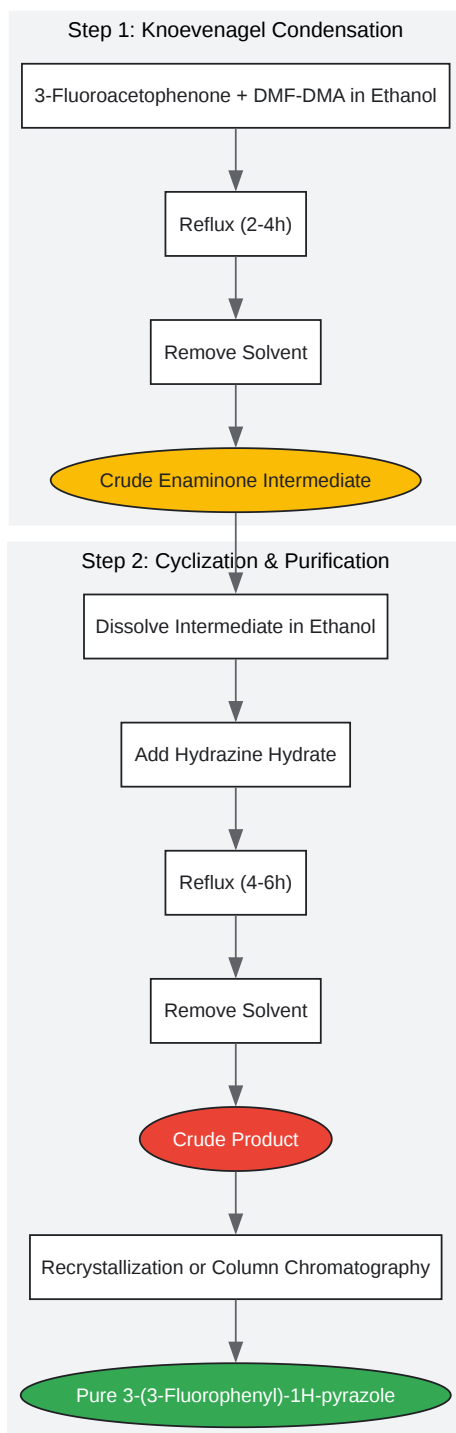 Step 1: Knoevenagel Condensation
3-Fluoroacetophenone + DMF-DMA in Ethanol
Reflux (2-4h)
Remove Solvent
Crude Enaminone Intermediate
Step 2: Cyclization & Purification
Dissolve Intermediate in Ethanol
Add Hydrazine Hydrate
Reflux (4-6h)
Remove Solvent
Crude Product
Recrystallization or Column Chromatography
Pure 3-(3-Fluorophenyl)-1H-pyrazole